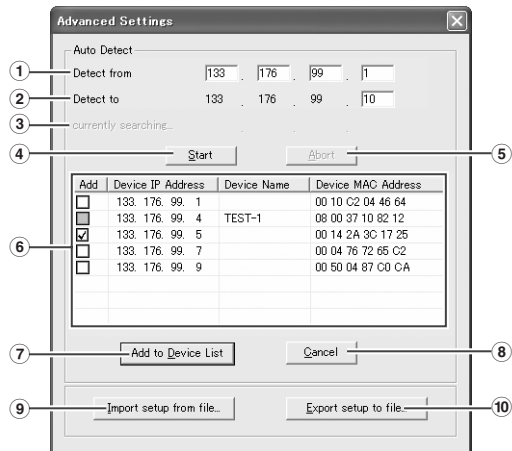 Advanced Settings
Auto Detect
① Detect from 133 . 176 . 99 . 1
② Detect to 133 . 176 . 99 . 10
③ currently searching... . . .
④ Start Abort ⑤
Add Device IP Address Device Name Device MAC Address
133. 176. 99. 1 00 10 C2 04 46 64
133. 176. 99. 4 TEST-1 08 00 37 10 82 12
⑥ 133. 176. 99. 5 00 14 2A 3C 17 25
133. 176. 99. 7 00 04 76 72 65 C2
133. 176. 99. 9 00 50 04 87 C0 CA
⑦ Add to Device List Cancel ⑧
⑨ Import setup from file... Export setup to file... ⑩